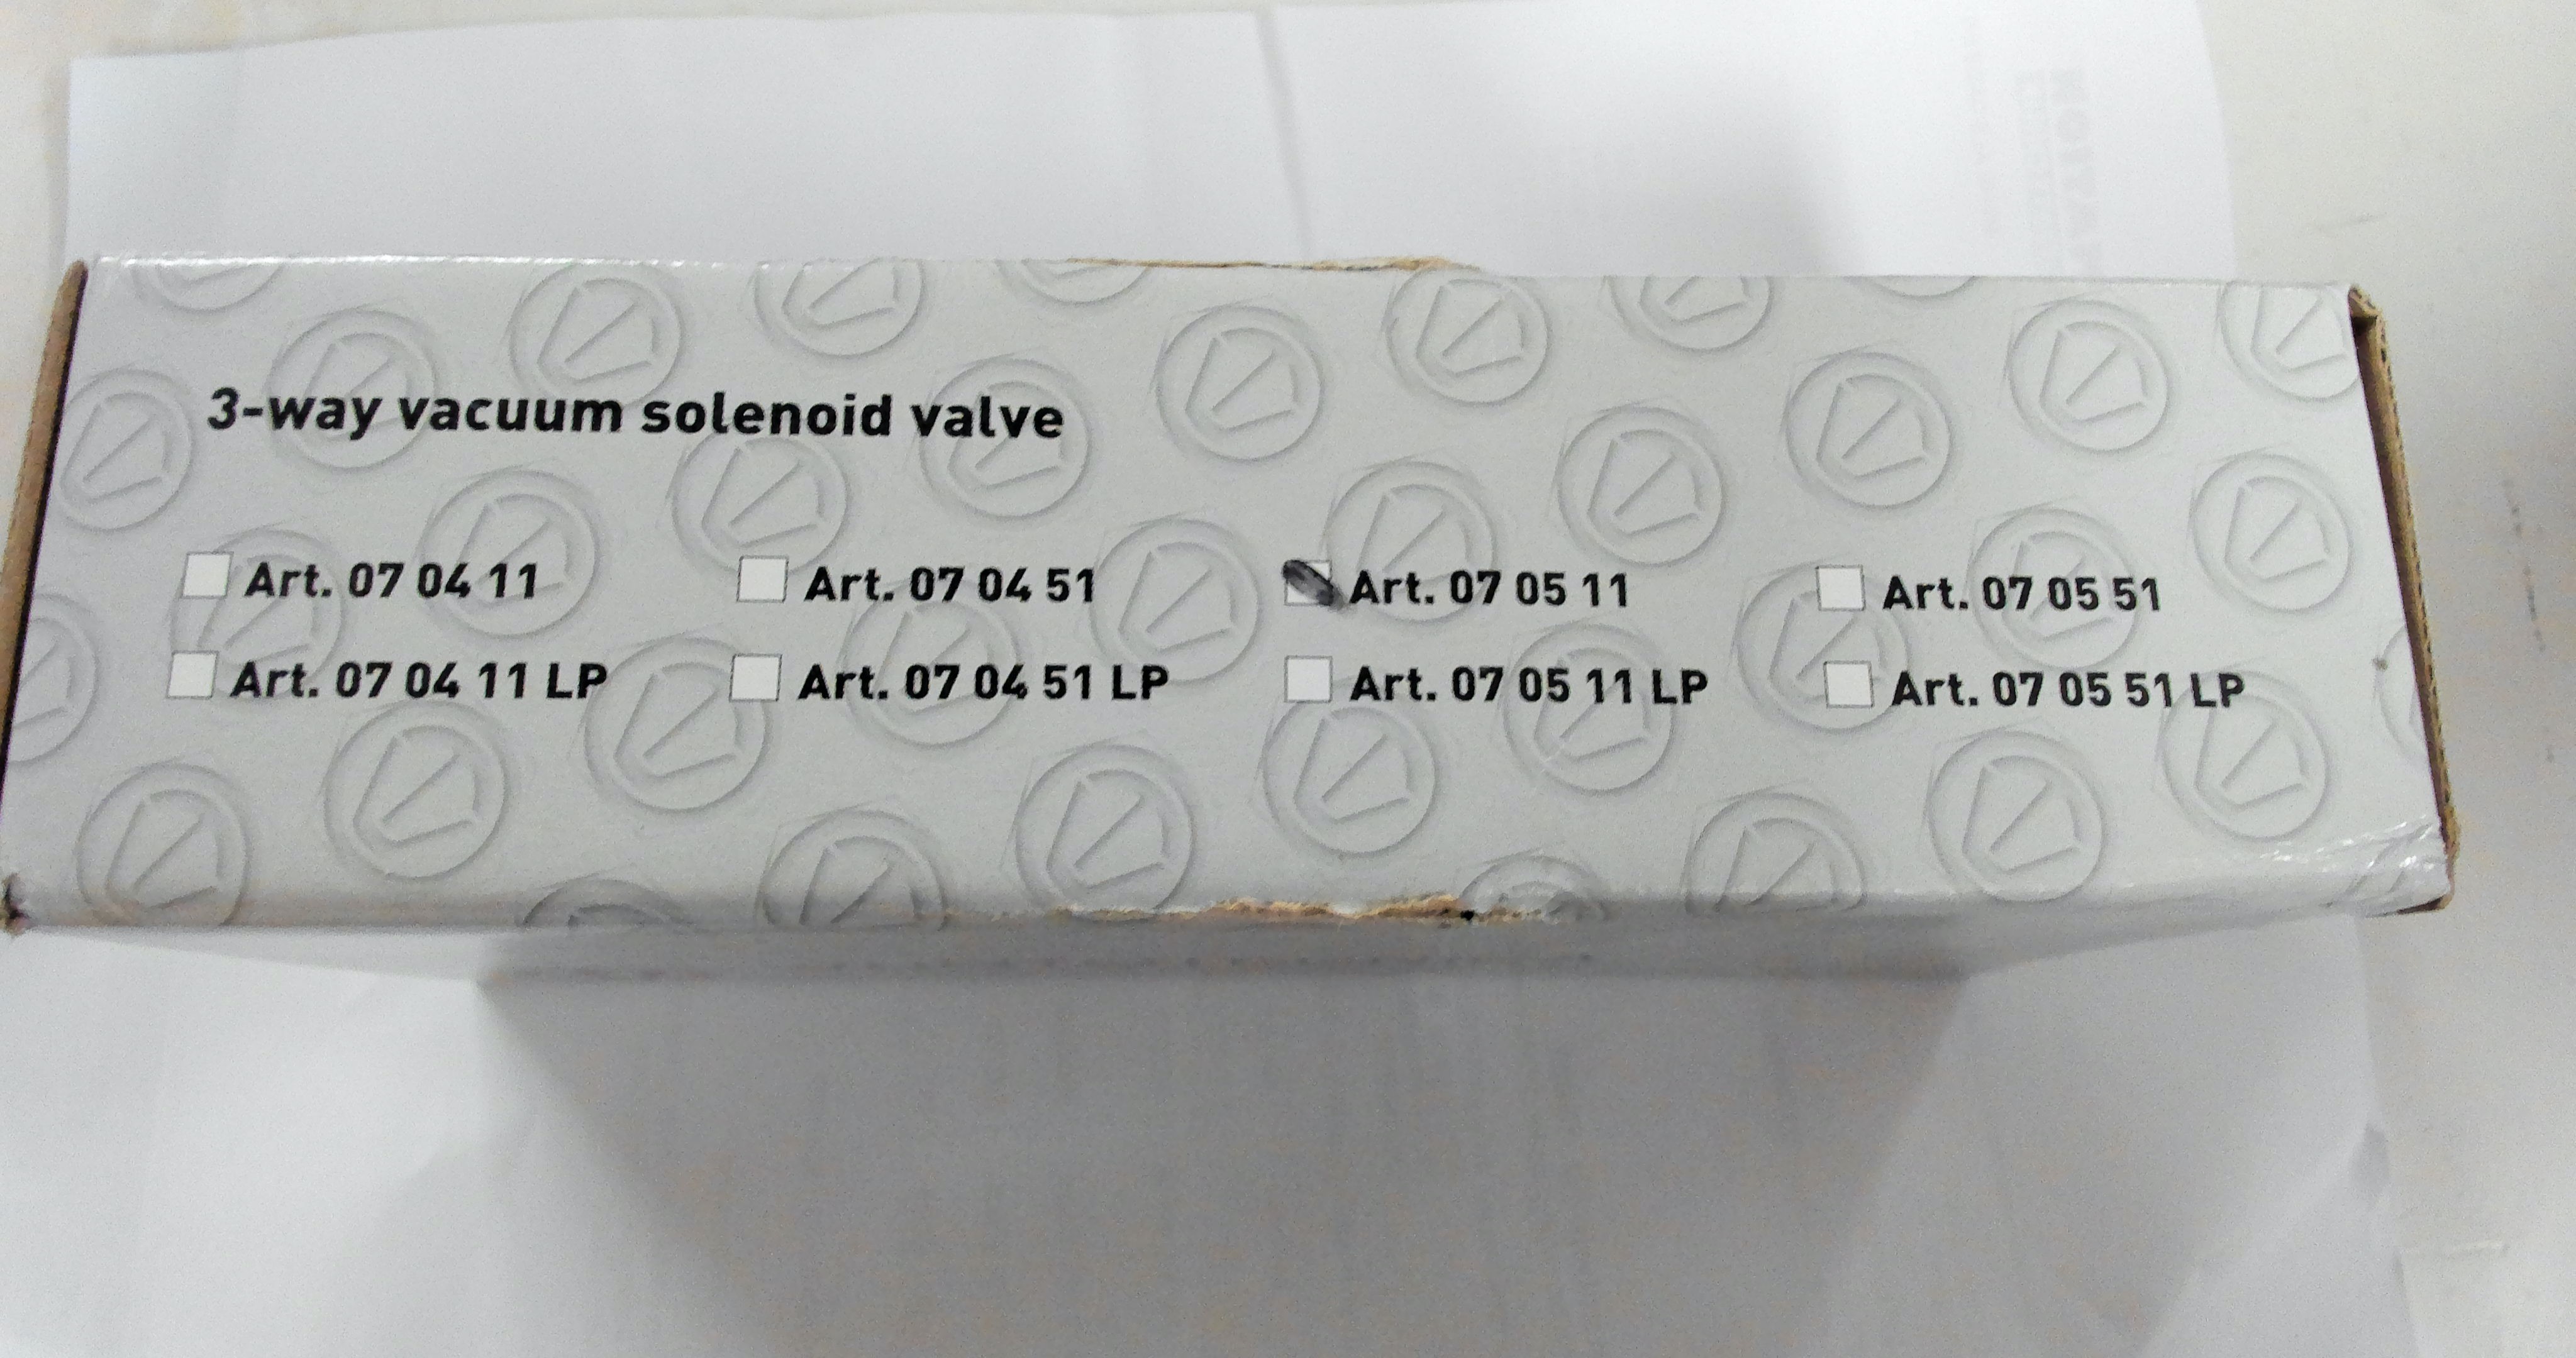 3-way vacuum solenoid valve
Art. 07 04 11 Art. 07 04 51 Art. 07 05 11 Art. 07 05 51
Art. 07 04 11 LP Art. 07 04 51 LP Art. 07 05 11 LP Art. 07 05 51 LP